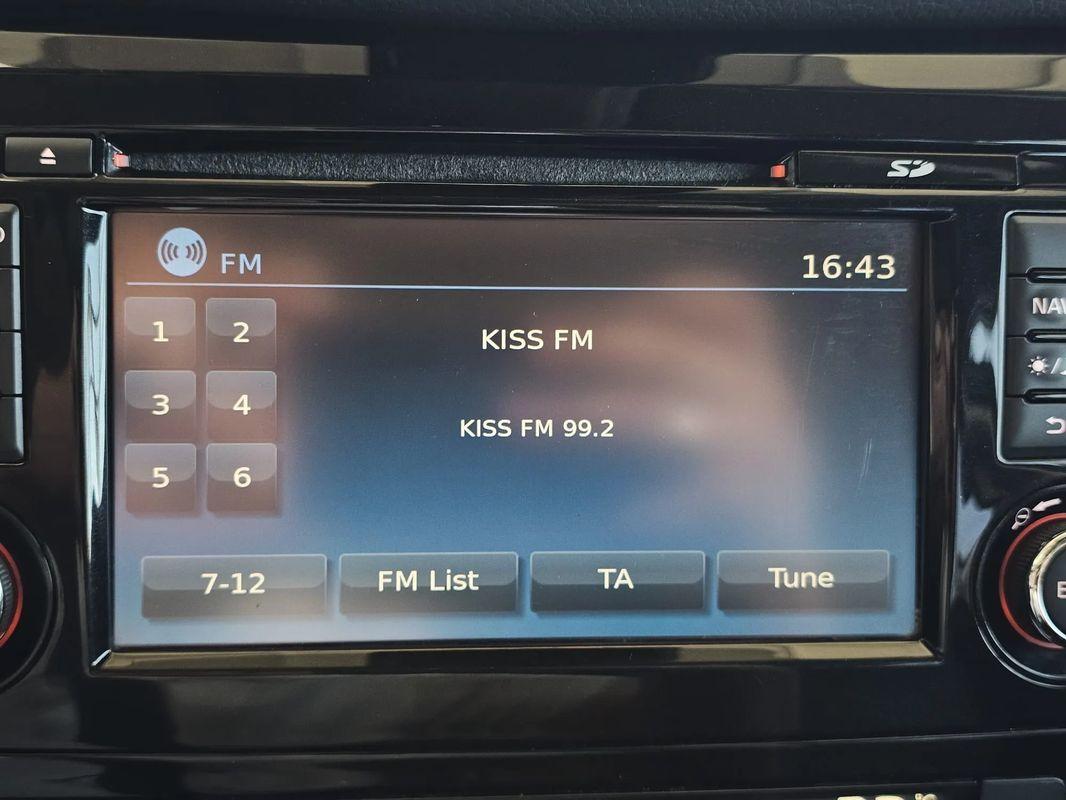 SD
FM
16:43
NAV
1 2
KISS FM
3 4
KISS FM 99.2
5 6
7-12 FM List TA Tune